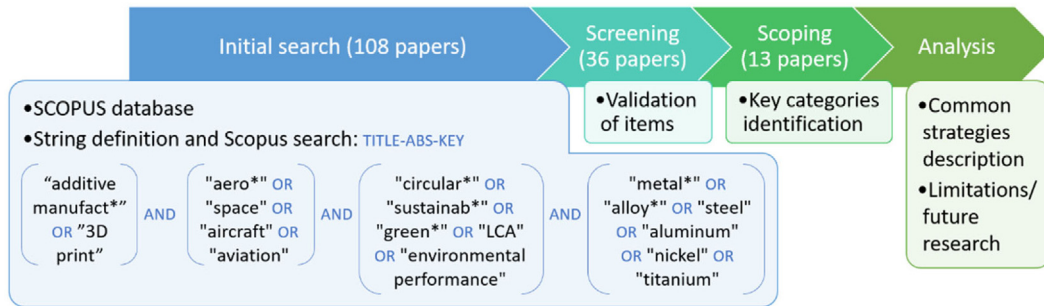 Initial search (108 papers)
Screening
(36 papers)
Scoping
(13 papers)
Analysis
•SCOPUS database
•String definition and Scopus search: TITLE-ABS-KEY
“additive
manufact*”
OR ”3D
print”
AND
"aero*" OR
"space" OR
"aircraft" OR
"aviation"
AND
"circular*" OR
"sustainab*" OR
"green*" OR "LCA"
OR "environmental
performance"
AND
"metal*" OR
"alloy*" OR "steel"
OR "aluminum"
OR "nickel" OR
"titanium"
•Validation
of items
•Key categories
identification
•Common
strategies
description
•Limitations/
future
research